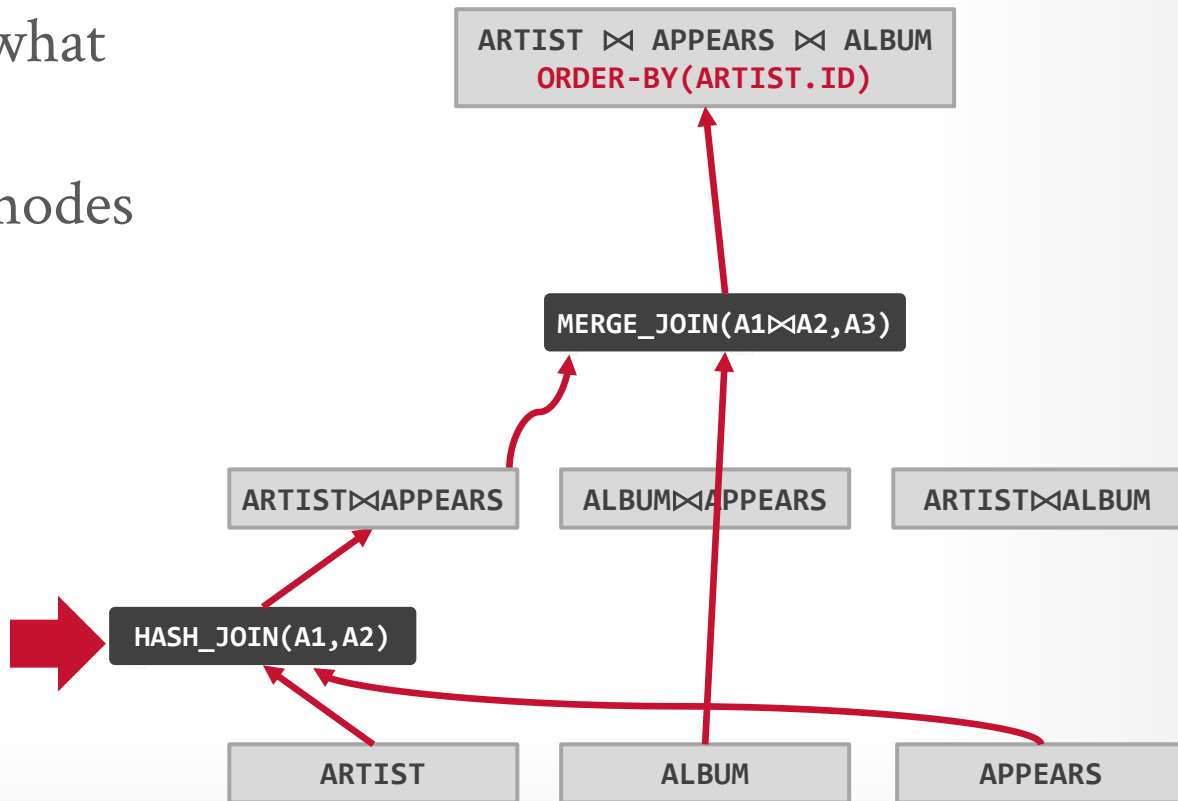 what
nodes
ARTIST ⋈ APPEARS ⋈ ALBUM
ORDER-BY(ARTIST.ID)
MERGE_JOIN(A1⋈A2,A3)
ARTIST⋈APPEARS
ALBUM⋈APPEARS
ARTIST⋈ALBUM
HASH_JOIN(A1,A2)
ARTIST
ALBUM
APPEARS